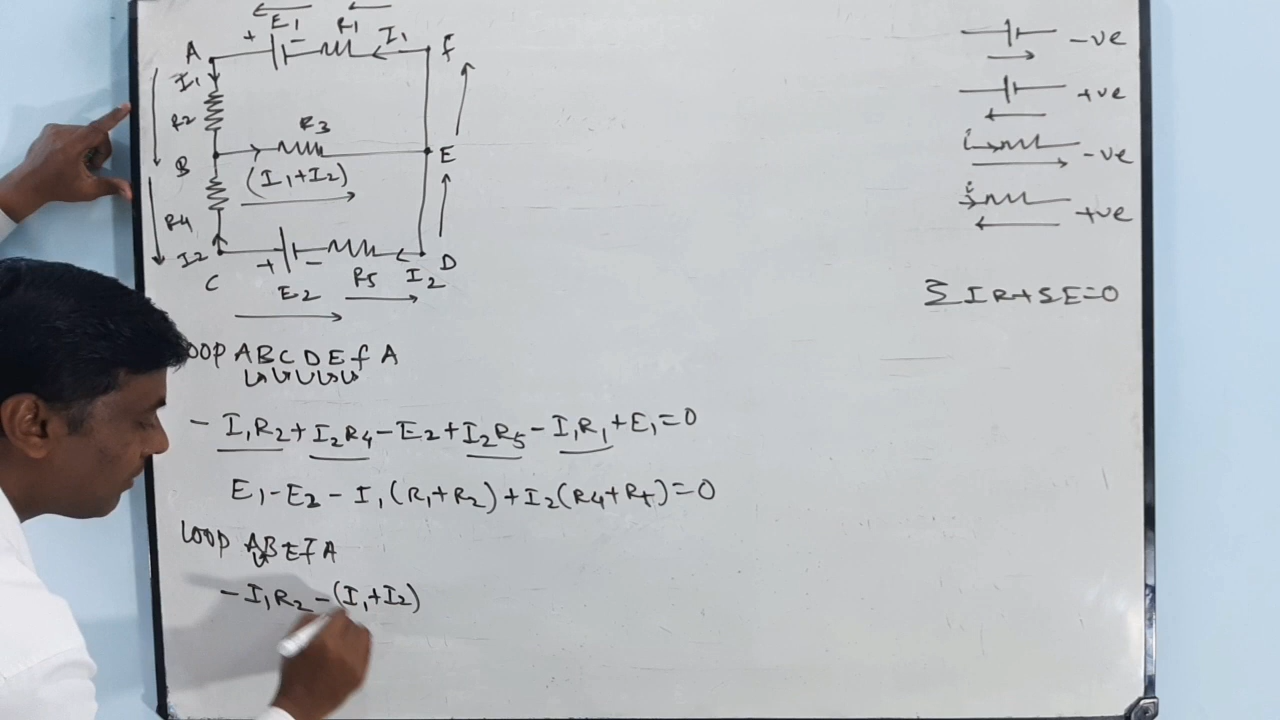 E1 R1
+ −
A I1 F
I1
R2
R3
B E
(I1+I2)
R4
I2 + − I2 D
C E2 R5
−ve
+ve
i −ve
i +ve
ΣIR+ΣE=0
LOOP ABCDEFA
−I1R2+I2R4−E2+I2R5−I1R1+E1=0
E1−E2−I1(R1+R2)+I2(R4+R5)=0
LOOP ABEFA
−I1R2−(I1+I2)